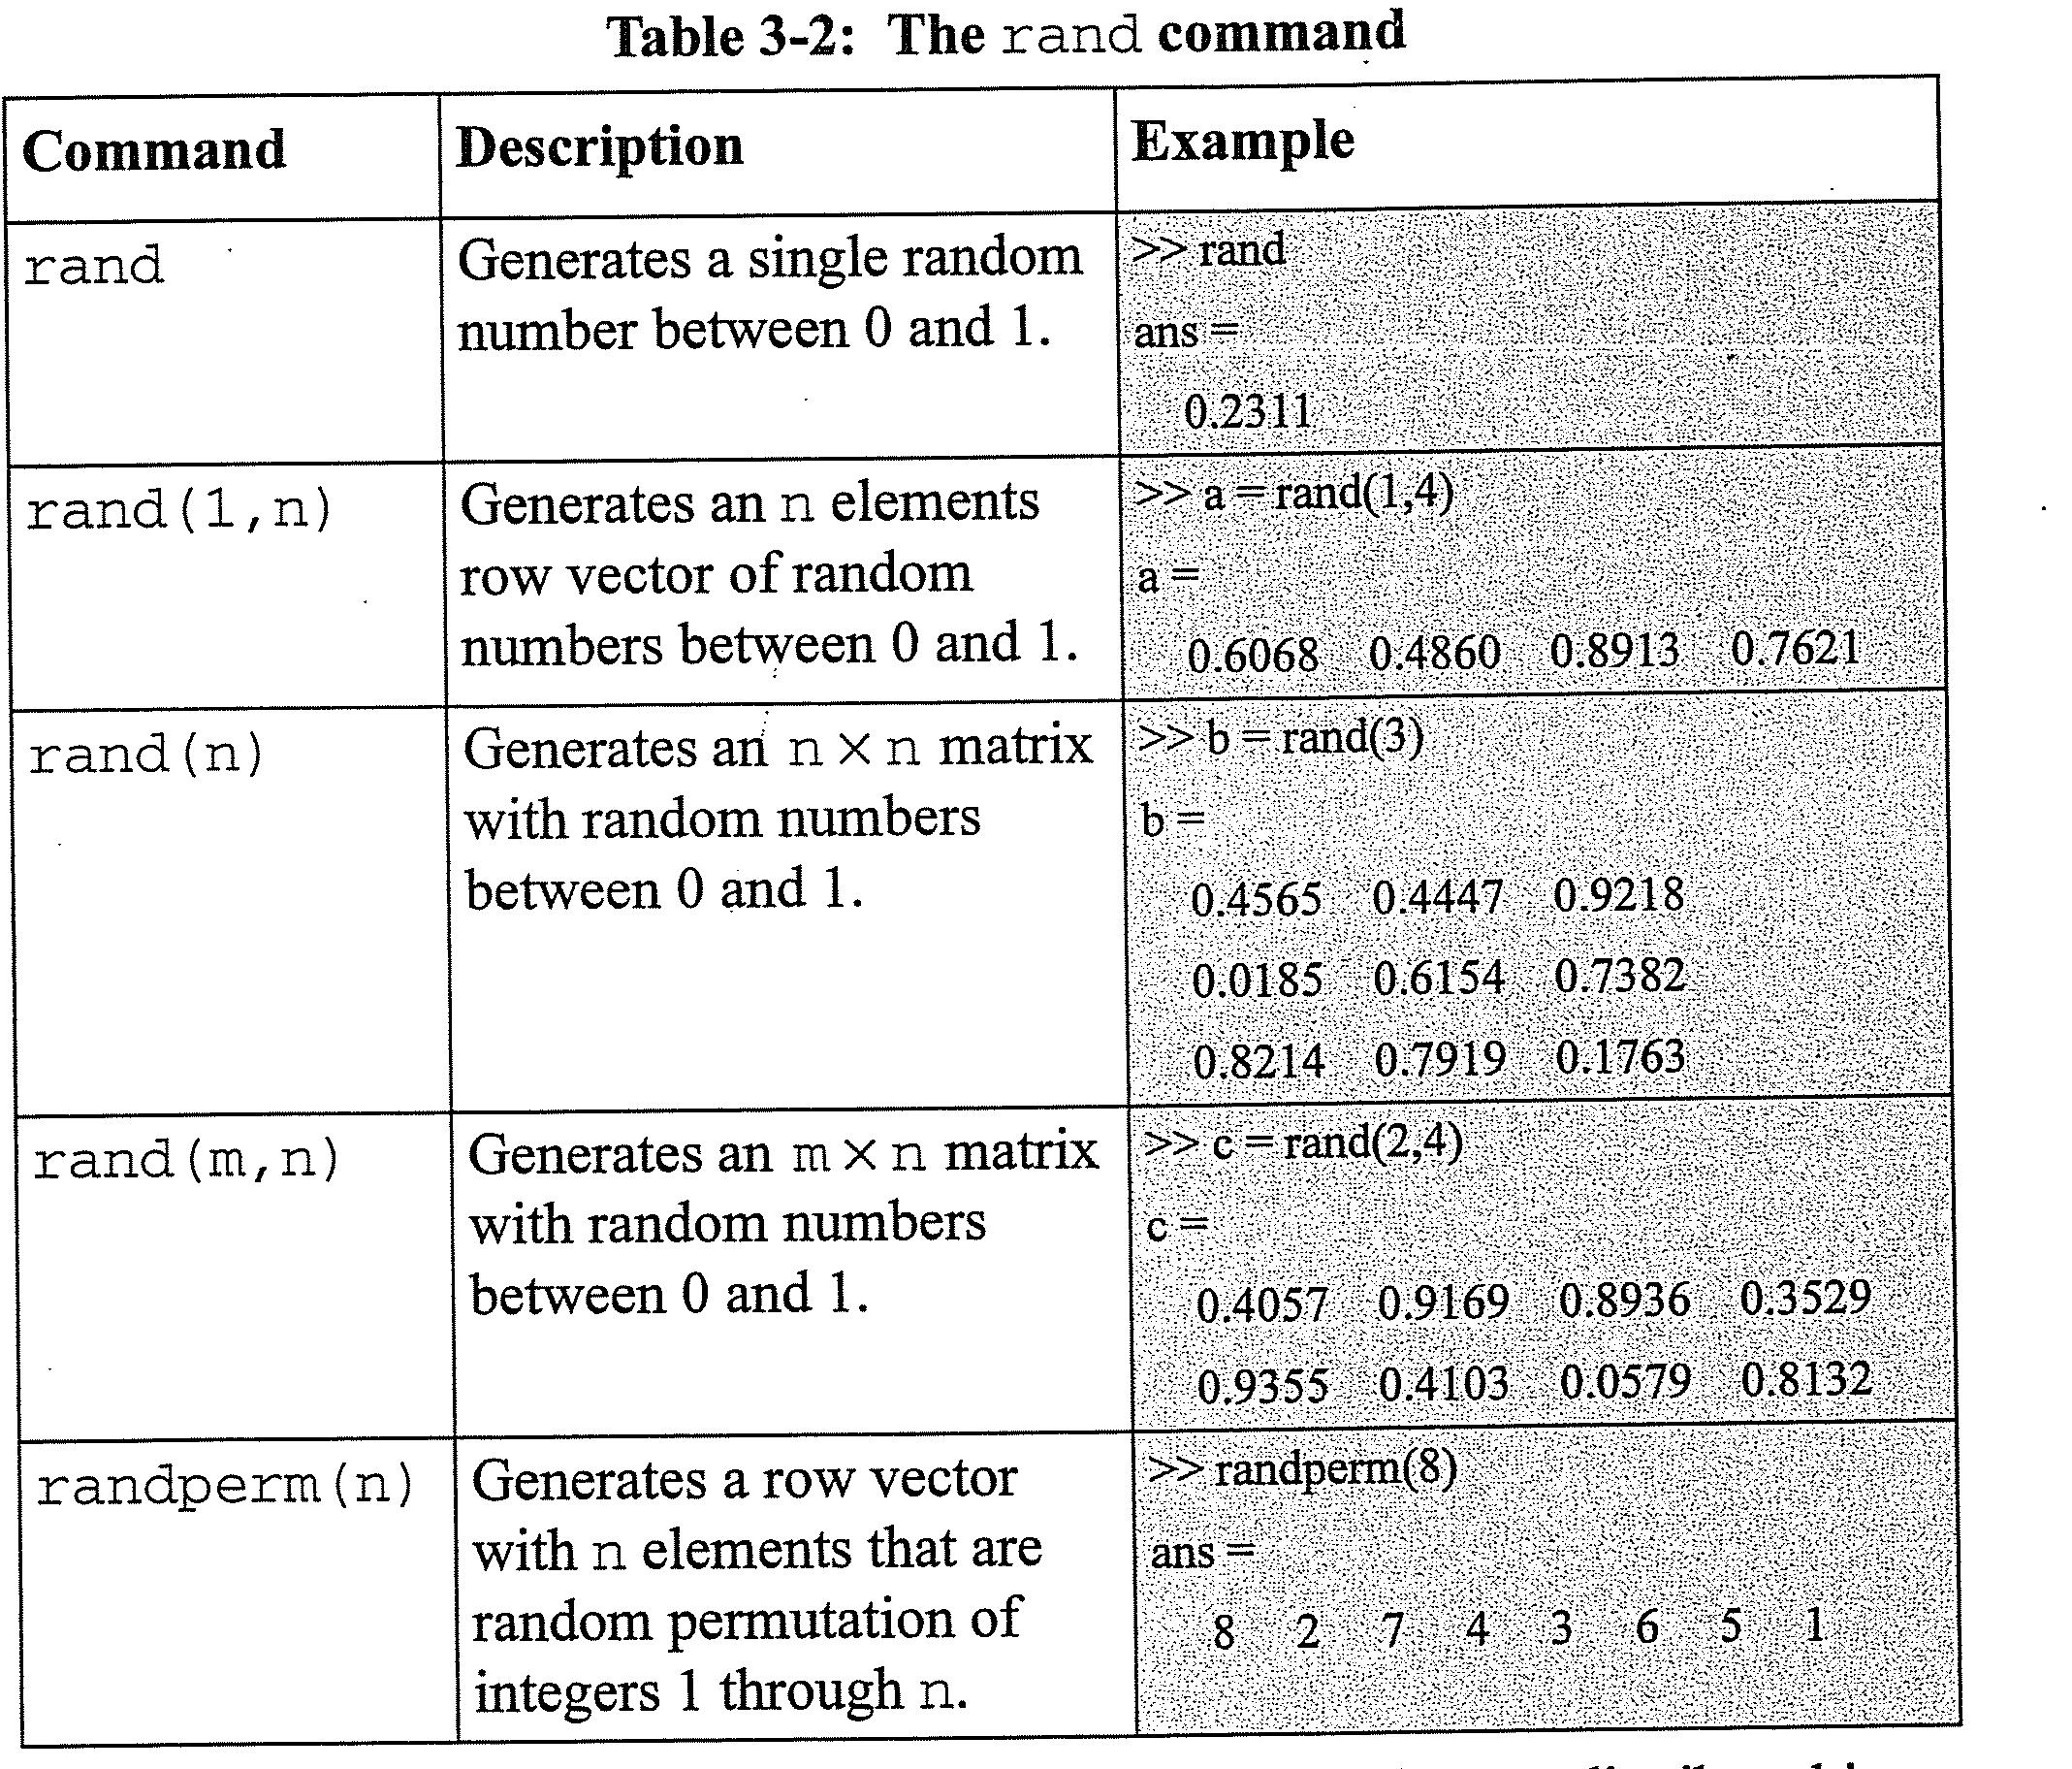 Table 3-2: The rand command
Command Description Example
rand
Generates a single random
number between 0 and 1.
>> rand
ans =
0.2311
rand(1,n)
Generates an n elements
row vector of random
numbers between 0 and 1.
>> a = rand(1,4)
a =
0.6068 0.4860 0.8913 0.7621
rand(n)
Generates an n × n matrix
with random numbers
between 0 and 1.
>> b = rand(3)
b =
0.4565 0.4447 0.9218
0.0185 0.6154 0.7382
0.8214 0.7919 0.1763
rand(m,n)
Generates an m × n matrix
with random numbers
between 0 and 1.
>> c = rand(2,4)
c =
0.4057 0.9169 0.8936 0.3529
0.9355 0.4103 0.0579 0.8132
randperm(n)
Generates a row vector
with n elements that are
random permutation of
integers 1 through n.
>> randperm(8)
ans =
8 2 7 4 3 6 5 1